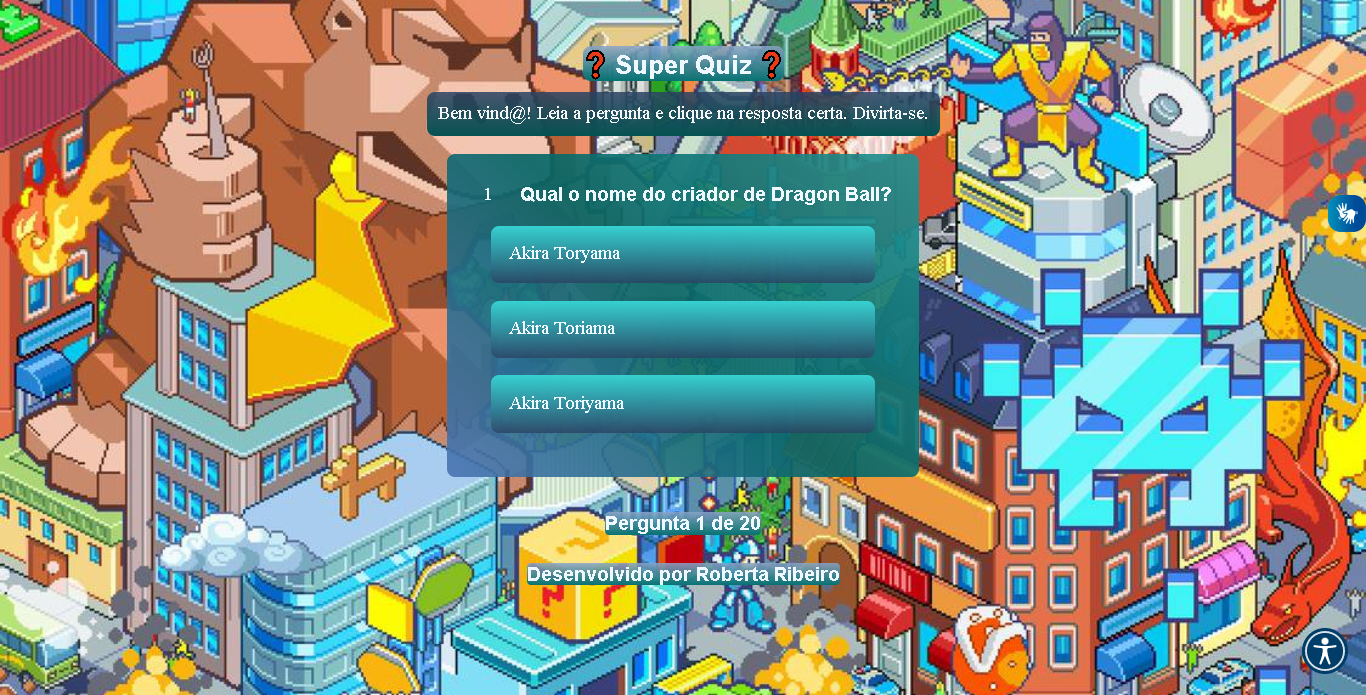 ❓ Super Quiz ❓
Bem vind@! Leia a pergunta e clique na resposta certa. Divirta-se.
1 Qual o nome do criador de Dragon Ball?
Akira Toryama
Akira Toriama
Akira Toriyama
Pergunta 1 de 20
Desenvolvido por Roberta Ribeiro